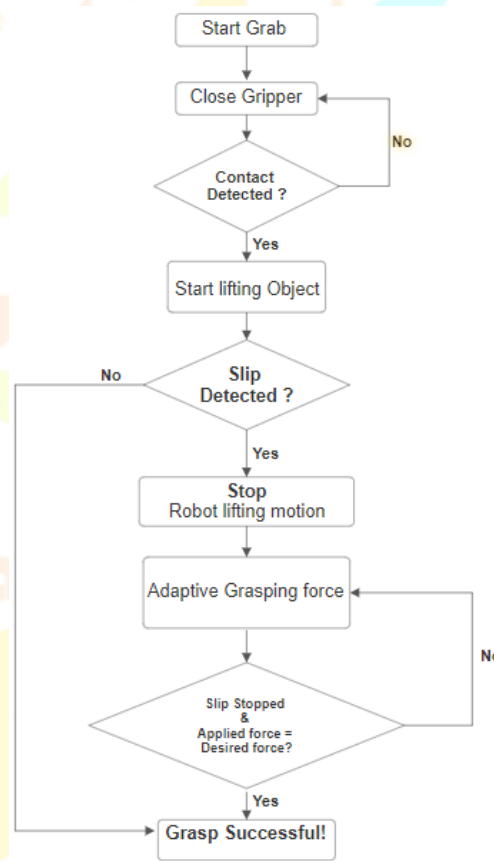 Start Grab
Close Gripper
No
Contact
Detected ?
Yes
Start lifting Object
No
Slip
Detected ?
Yes
Stop
Robot lifting motion
Adaptive Grasping force
Slip Stopped
&
Applied force =
Desired force?
Yes
Grasp Successful!